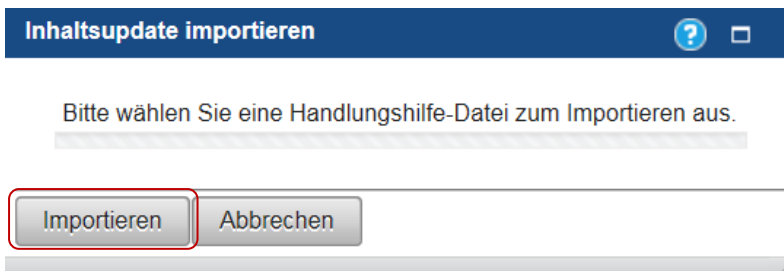 Inhaltsupdate importieren
Bitte wählen Sie eine Handlungshilfe-Datei zum Importieren aus.
Importieren Abbrechen